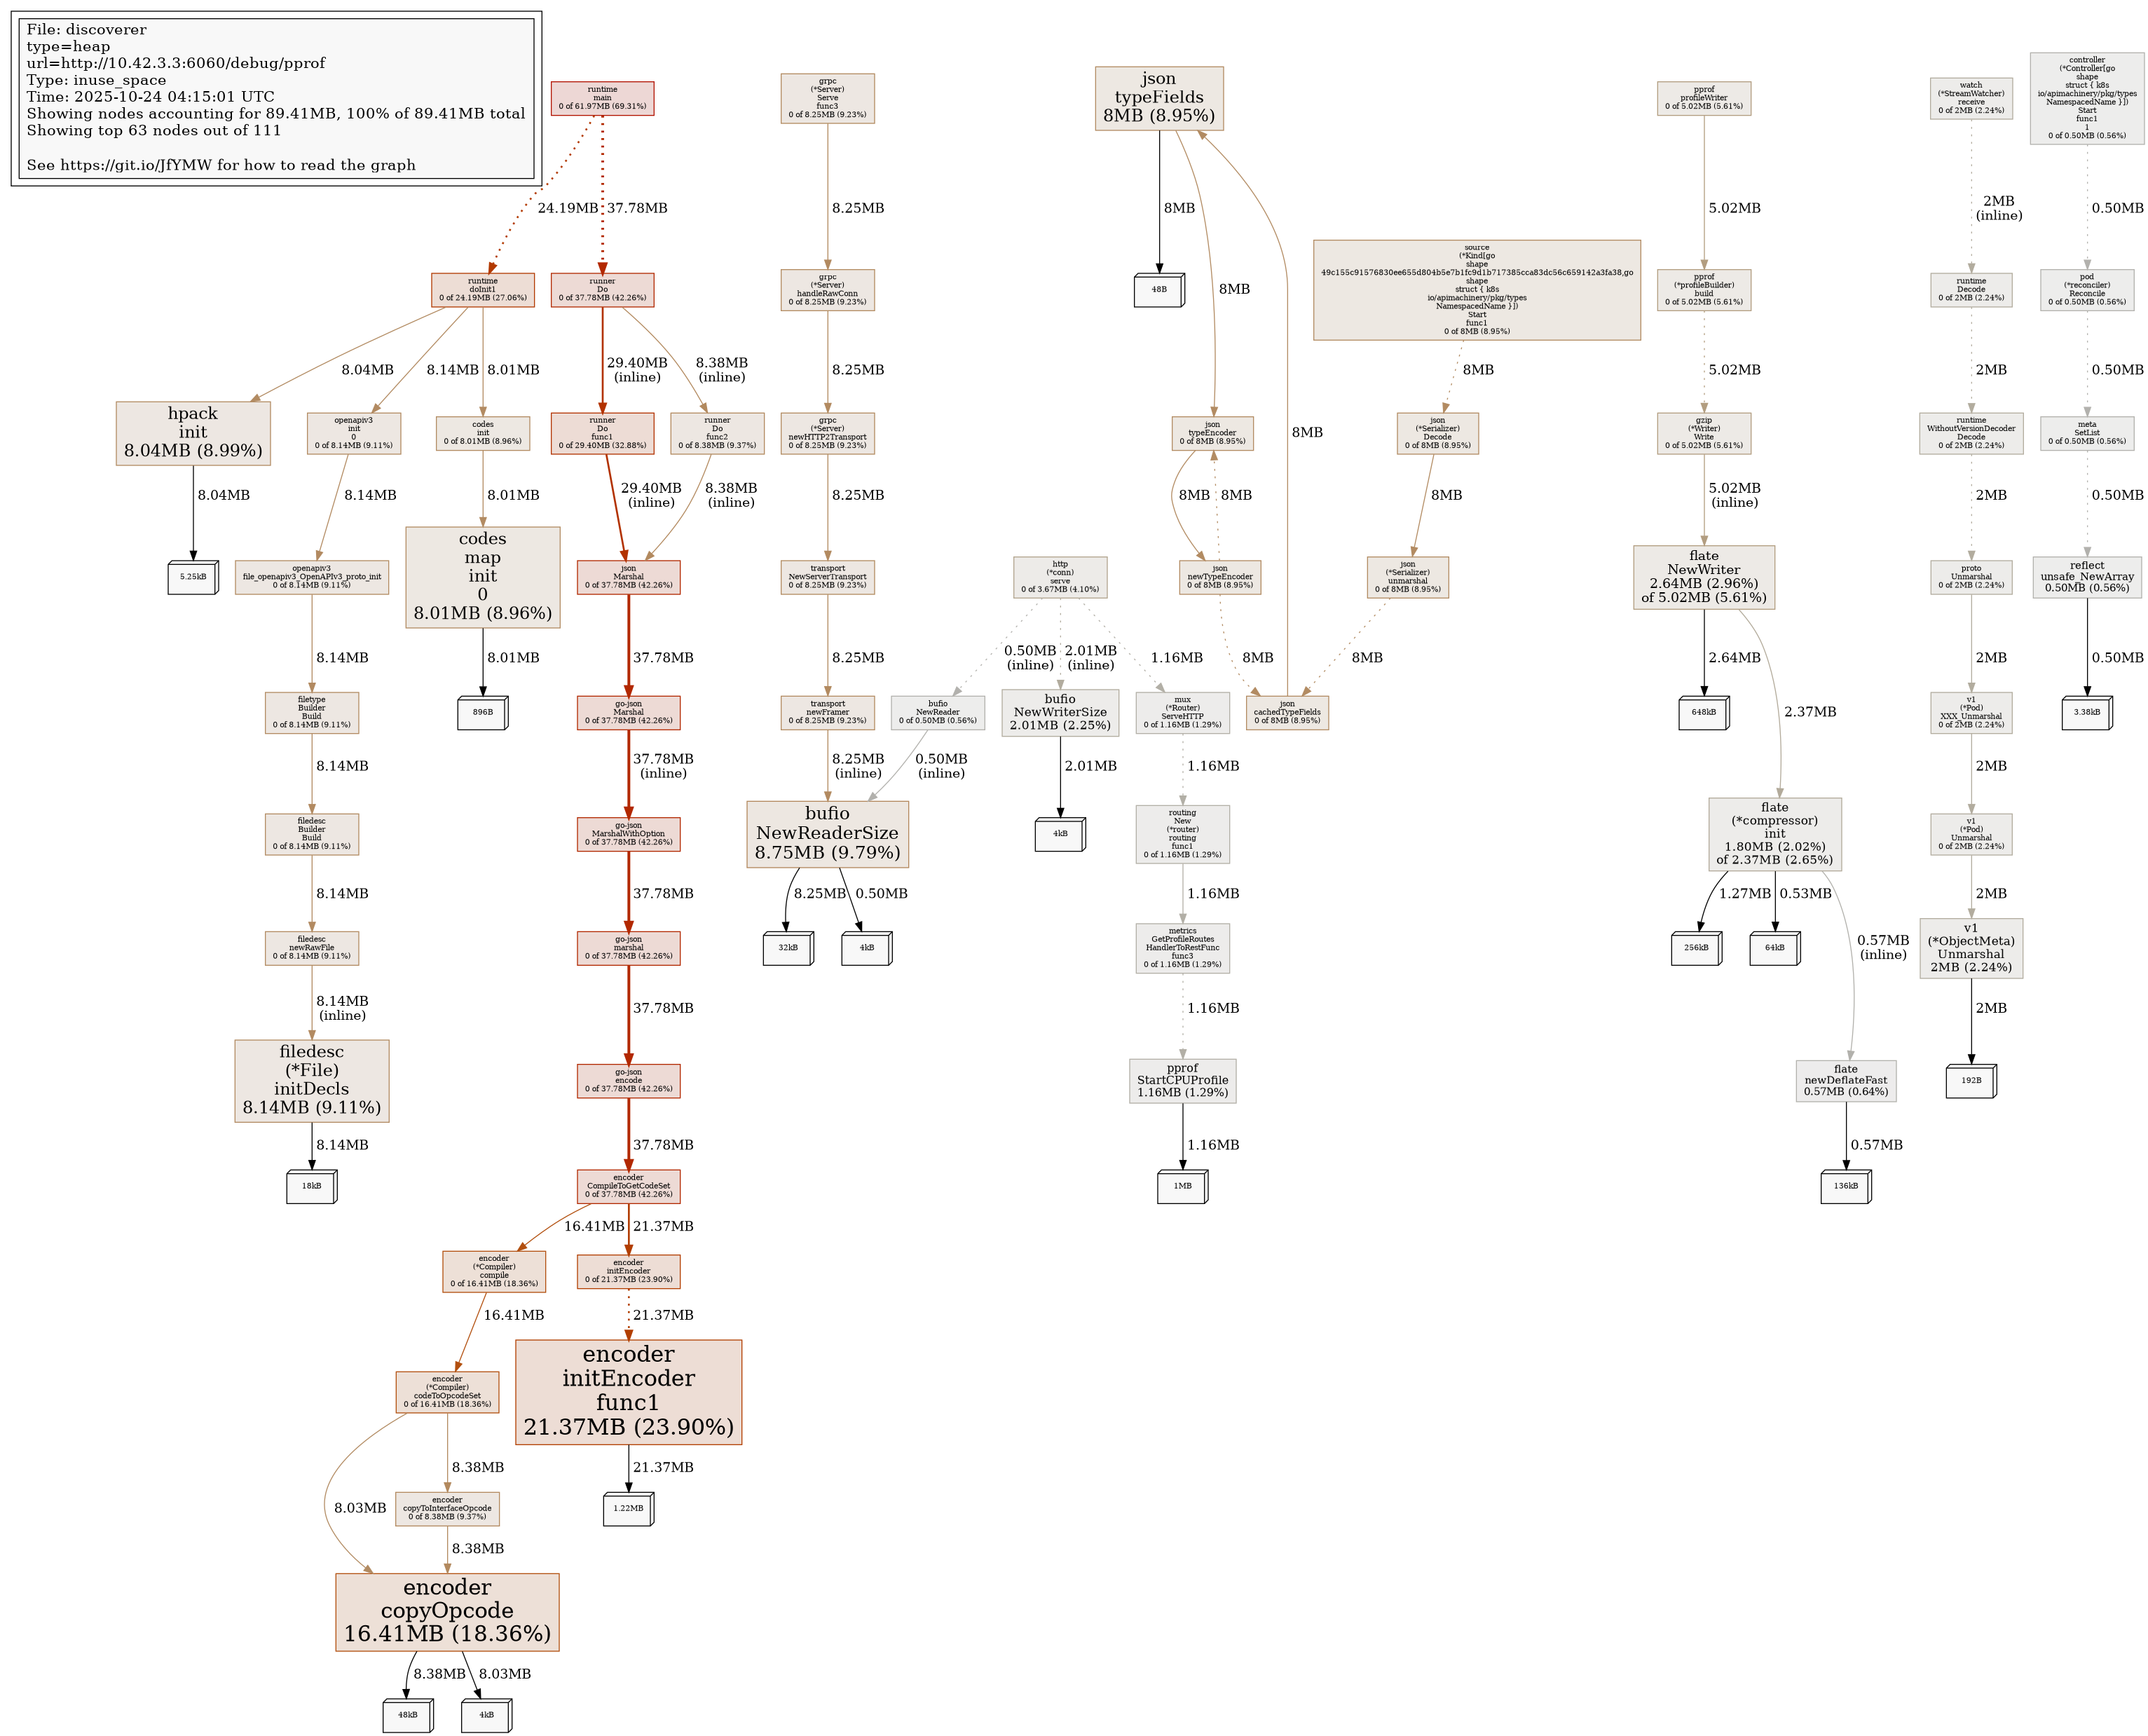 File: discoverer
type=heap
url=http://10.42.3.3:6060/debug/pprof
Type: inuse_space
Time: 2025-10-24 04:15:01 UTC
Showing nodes accounting for 89.41MB, 100% of 89.41MB total
Showing top 63 nodes out of 111
See https://git.io/JfYMW for how to read the graph
runtime
main
0 of 61.97MB (69.31%)
24.19MB
37.78MB
runtime
doInit1
0 of 24.19MB (27.06%)
runner
Do
0 of 37.78MB (42.26%)
8.04MB
8.14MB
8.01MB
29.40MB
(inline)
8.38MB
(inline)
hpack
init
8.04MB (8.99%)
openapiv3
init
0
0 of 8.14MB (9.11%)
codes
init
0 of 8.01MB (8.96%)
runner
Do
func1
0 of 29.40MB (32.88%)
runner
Do
func2
0 of 8.38MB (9.37%)
8.04MB
8.14MB
8.01MB
29.40MB
(inline)
8.38MB
(inline)
5.25kB
openapiv3
file_openapiv3_OpenAPIv3_proto_init
0 of 8.14MB (9.11%)
codes
map
init
0
8.01MB (8.96%)
json
Marshal
0 of 37.78MB (42.26%)
8.14MB
8.01MB
37.78MB
filetype
Builder
Build
0 of 8.14MB (9.11%)
896B
go-json
Marshal
0 of 37.78MB (42.26%)
8.14MB
37.78MB
(inline)
filedesc
Builder
Build
0 of 8.14MB (9.11%)
go-json
MarshalWithOption
0 of 37.78MB (42.26%)
8.14MB
37.78MB
filedesc
newRawFile
0 of 8.14MB (9.11%)
go-json
marshal
0 of 37.78MB (42.26%)
8.14MB
(inline)
37.78MB
filedesc
(*File)
initDecls
8.14MB (9.11%)
go-json
encode
0 of 37.78MB (42.26%)
8.14MB
37.78MB
18kB
encoder
CompileToGetCodeSet
0 of 37.78MB (42.26%)
16.41MB
21.37MB
encoder
(*Compiler)
compile
0 of 16.41MB (18.36%)
encoder
initEncoder
0 of 21.37MB (23.90%)
16.41MB
21.37MB
encoder
(*Compiler)
codeToOpcodeSet
0 of 16.41MB (18.36%)
encoder
initEncoder
func1
21.37MB (23.90%)
8.03MB
8.38MB
21.37MB
encoder
copyToInterfaceOpcode
0 of 8.38MB (9.37%)
1.22MB
8.38MB
encoder
copyOpcode
16.41MB (18.36%)
8.38MB
8.03MB
48kB
4kB
grpc
(*Server)
Serve
func3
0 of 8.25MB (9.23%)
8.25MB
grpc
(*Server)
handleRawConn
0 of 8.25MB (9.23%)
8.25MB
grpc
(*Server)
newHTTP2Transport
0 of 8.25MB (9.23%)
8.25MB
transport
NewServerTransport
0 of 8.25MB (9.23%)
8.25MB
transport
newFramer
0 of 8.25MB (9.23%)
8.25MB
(inline)
http
(*conn)
serve
0 of 3.67MB (4.10%)
0.50MB
(inline)
2.01MB
(inline)
1.16MB
bufio
NewReader
0 of 0.50MB (0.56%)
0.50MB
(inline)
bufio
NewReaderSize
8.75MB (9.79%)
8.25MB
0.50MB
32kB
4kB
bufio
NewWriterSize
2.01MB (2.25%)
2.01MB
4kB
mux
(*Router)
ServeHTTP
0 of 1.16MB (1.29%)
1.16MB
routing
New
(*router)
routing
func1
0 of 1.16MB (1.29%)
1.16MB
metrics
GetProfileRoutes
HandlerToRestFunc
func3
0 of 1.16MB (1.29%)
1.16MB
pprof
StartCPUProfile
1.16MB (1.29%)
1.16MB
1MB
json
typeFields
8MB (8.95%)
8MB
8MB
8MB
48B
json
typeEncoder
0 of 8MB (8.95%)
8MB
8MB
json
newTypeEncoder
0 of 8MB (8.95%)
8MB
json
cachedTypeFields
0 of 8MB (8.95%)
source
(*Kind[go
shape
49c155c91576830ee655d804b5e7b1fc9d1b717385cca83dc56c659142a3fa38,go
shape
struct { k8s
io/apimachinery/pkg/types
NamespacedName }])
Start
func1
0 of 8MB (8.95%)
8MB
json
(*Serializer)
Decode
0 of 8MB (8.95%)
8MB
json
(*Serializer)
unmarshal
0 of 8MB (8.95%)
8MB
pprof
profileWriter
0 of 5.02MB (5.61%)
5.02MB
pprof
(*profileBuilder)
build
0 of 5.02MB (5.61%)
5.02MB
gzip
(*Writer)
Write
0 of 5.02MB (5.61%)
5.02MB
(inline)
flate
NewWriter
2.64MB (2.96%)
of 5.02MB (5.61%)
2.64MB
2.37MB
648kB
flate
(*compressor)
init
1.80MB (2.02%)
of 2.37MB (2.65%)
1.27MB
0.53MB
0.57MB
(inline)
256kB
64kB
flate
newDeflateFast
0.57MB (0.64%)
0.57MB
136kB
watch
(*StreamWatcher)
receive
0 of 2MB (2.24%)
2MB
(inline)
runtime
Decode
0 of 2MB (2.24%)
2MB
runtime
WithoutVersionDecoder
Decode
0 of 2MB (2.24%)
2MB
proto
Unmarshal
0 of 2MB (2.24%)
2MB
v1
(*Pod)
XXX_Unmarshal
0 of 2MB (2.24%)
2MB
v1
(*Pod)
Unmarshal
0 of 2MB (2.24%)
2MB
v1
(*ObjectMeta)
Unmarshal
2MB (2.24%)
2MB
192B
controller
(*Controller[go
shape
struct { k8s
io/apimachinery/pkg/types
NamespacedName }])
Start
func1
1
0 of 0.50MB (0.56%)
0.50MB
pod
(*reconciler)
Reconcile
0 of 0.50MB (0.56%)
0.50MB
meta
SetList
0 of 0.50MB (0.56%)
0.50MB
reflect
unsafe_NewArray
0.50MB (0.56%)
0.50MB
3.38kB